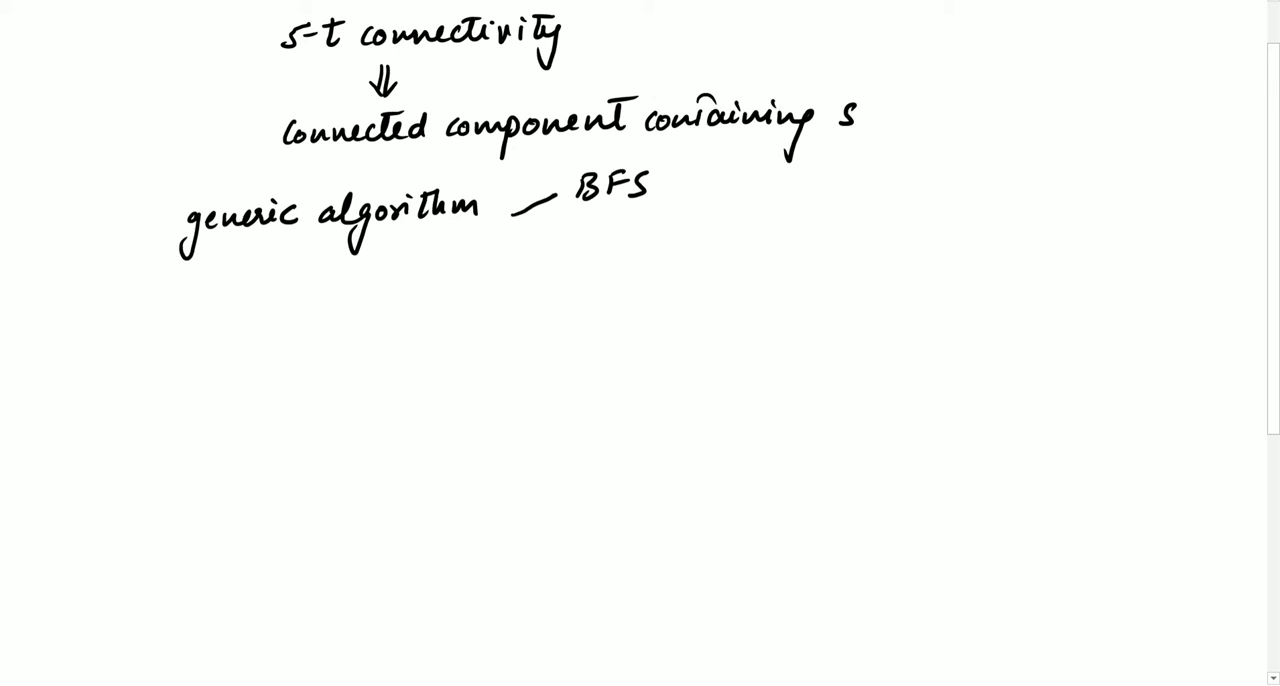 s-t connectivity
⇓
connected component containing s
generic algorithm — BFS